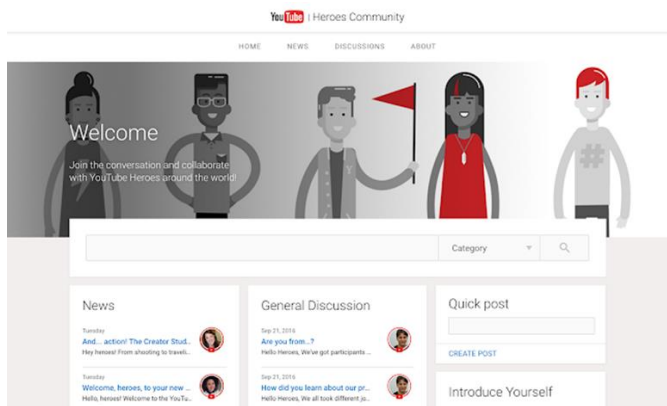 YouTube | Heroes Community
HOME NEWS DISCUSSIONS ABOUT
Welcome
Join the conversation and collaborate
with YouTube Heroes around the world!
#
Category
News
Tuesday
And... action! The Creator Stud..
Hey heroes! From shooting to traveli..
Tuesday
Welcome, heroes, to your new ...
Hello, heroes! Welcome to the YouTu..
General Discussion
Sep 21, 2016
Are you from..?
Hello Heroes, We've got participants ...
Sep 21, 2016
How did you learn about our pr...
Hello Heroes, We all took different jo...
Quick post
CREATE POST
Introduce Yourself